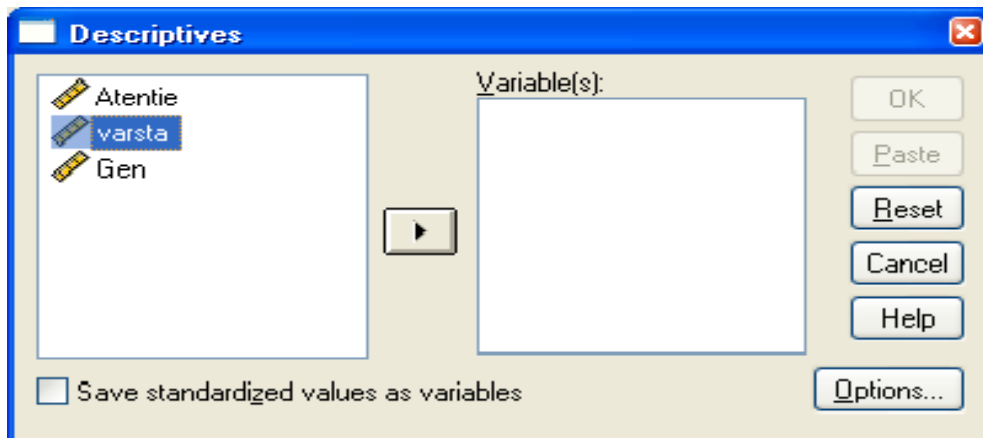 Descriptives
Atentie
varsta
Gen
Variable(s):
OK
Paste
Reset
Cancel
Help
Save standardized values as variables
Options...